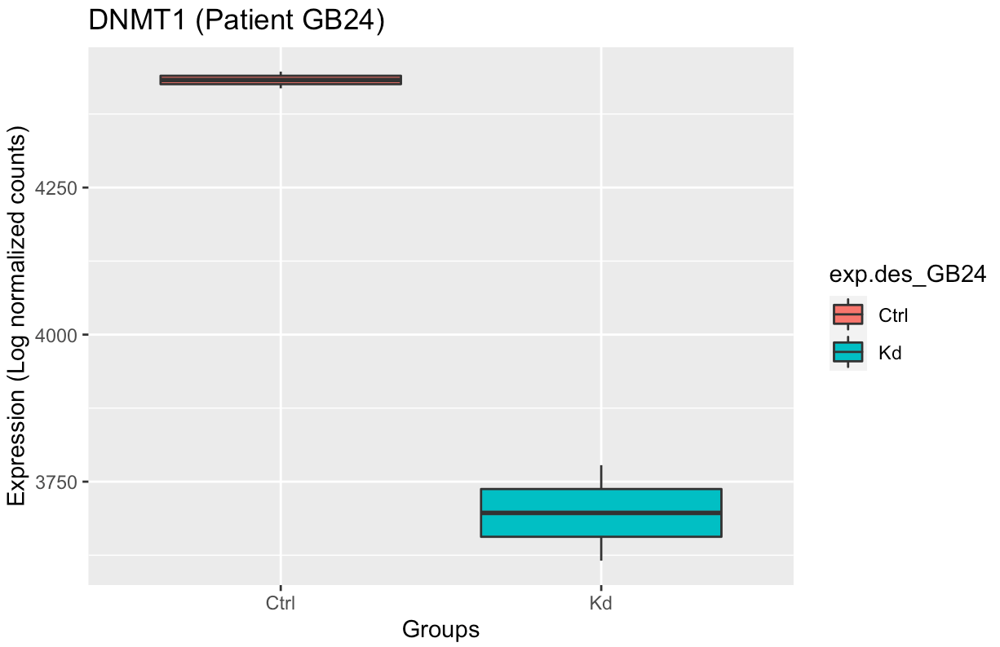 DNMT1 (Patient GB24)
Expression (Log normalized counts)
4250
4000
3750
Ctrl
Kd
Groups
exp.des_GB24
Ctrl
Kd